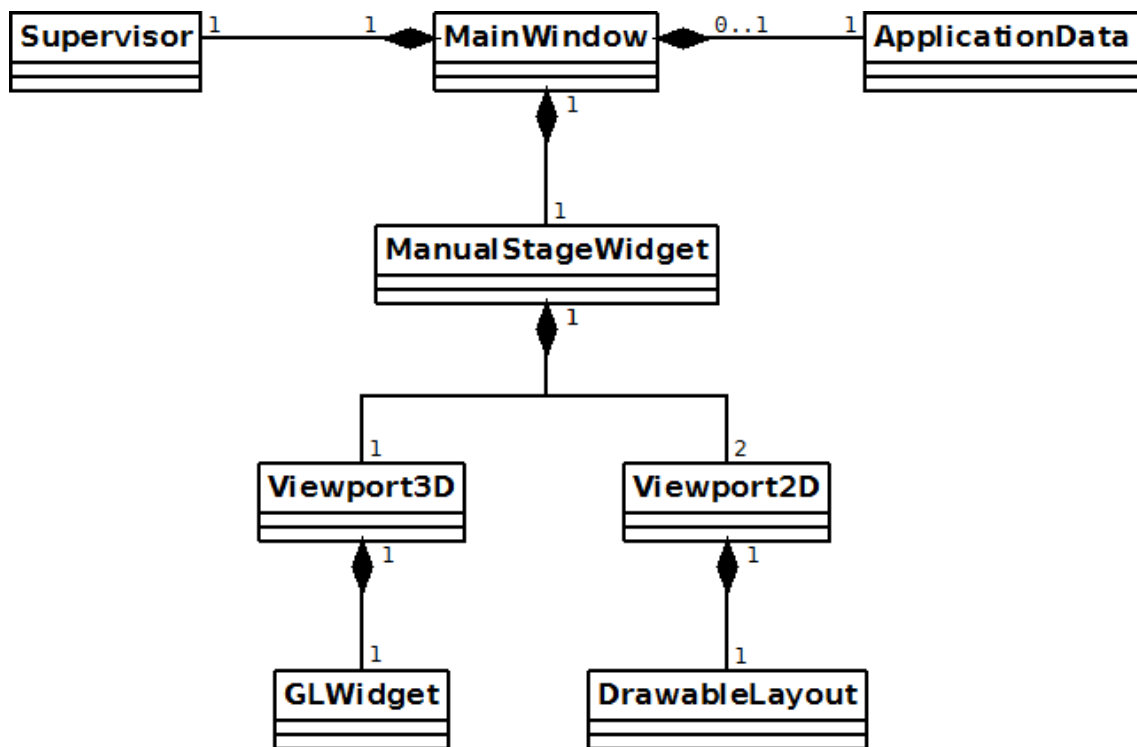 Supervisor 1 1 MainWindow 0..1 1 ApplicationData
1
1
ManualStageWidget
1
1 2
Viewport3D Viewport2D
1 1
1 1
GLWidget DrawableLayout